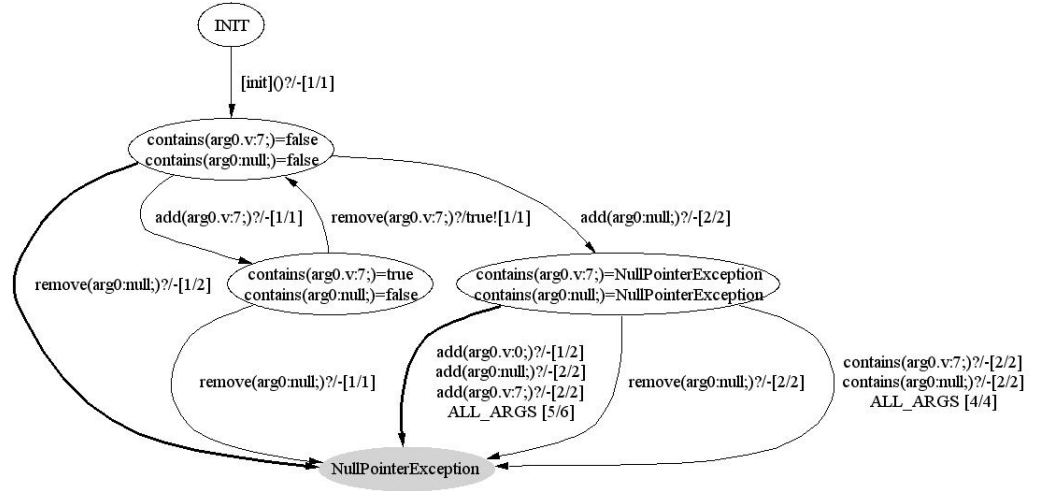 INIT
[init]()?/-[1/1]
contains(arg0.v:7;)=false
contains(arg0:null;)=false
add(arg0.v:7;)?/-[1/1]
remove(arg0.v:7;)?/true![1/1]
add(arg0:null;)?/-[2/2]
remove(arg0:null;)?/-[1/2]
contains(arg0.v:7;)=true
contains(arg0:null;)=false
contains(arg0.v:7;)=NullPointerException
contains(arg0:null;)=NullPointerException
remove(arg0:null;)?/-[1/1]
add(arg0.v:0;)?/-[1/2]
add(arg0:null;)?/-[2/2]
add(arg0.v:7;)?/-[2/2]
ALL_ARGS [5/6]
remove(arg0:null;)?/-[2/2]
contains(arg0.v:7;)?/-[2/2]
contains(arg0:null;)?/-[2/2]
ALL_ARGS [4/4]
NullPointerException